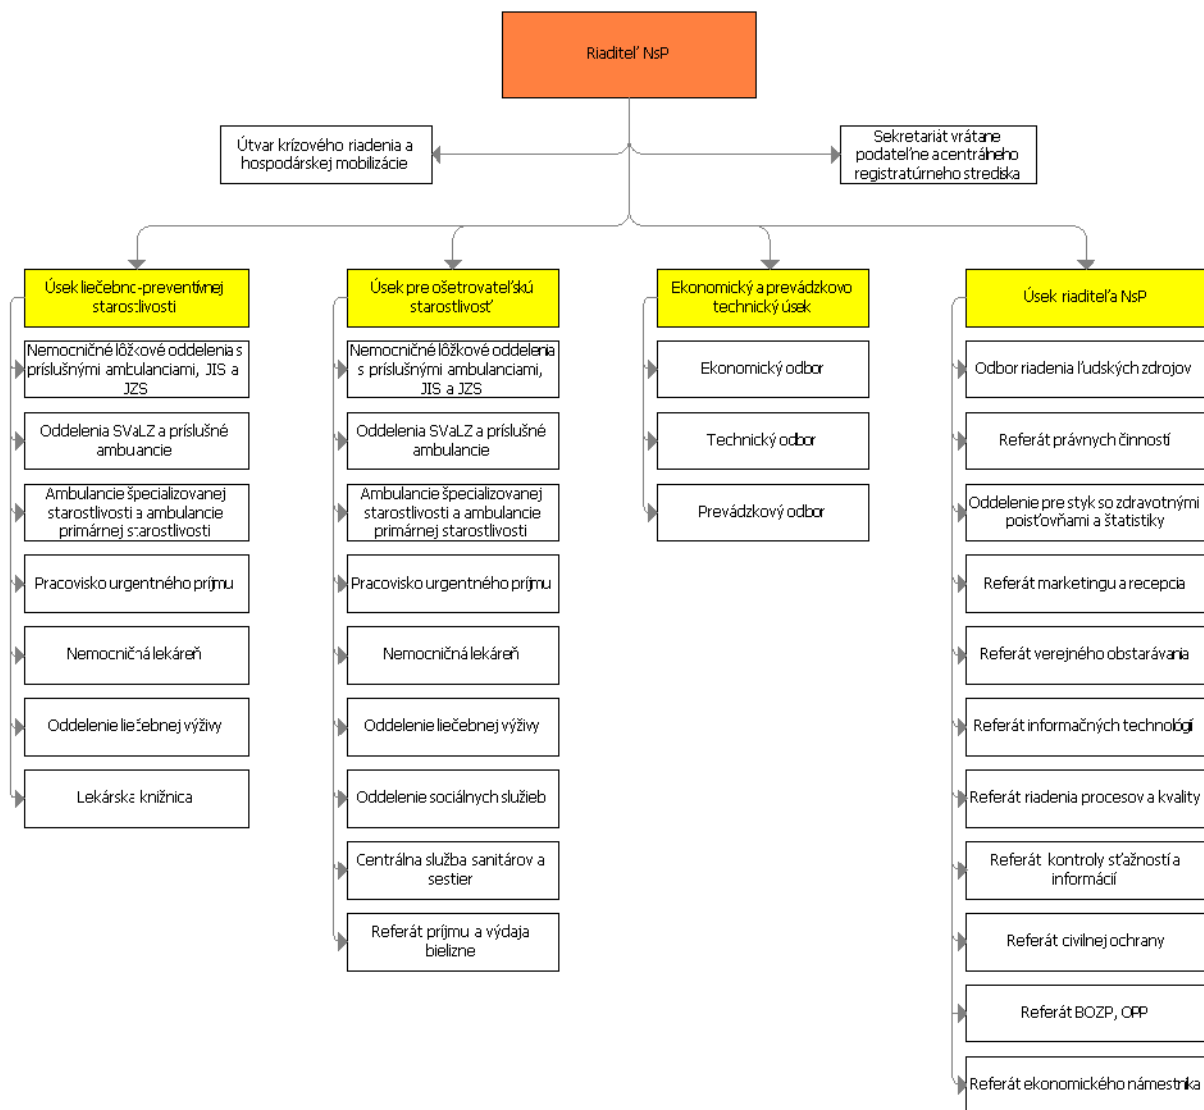 Riaditeľ NsP
Útvar krízového riadenia a
hospodárskej mobilizácie
Sekretariát vrátane
podateľne a centrálneho
registratúrneho strediska
Úsek liečebno-preventívnej
starostlivosti
Nemocničné lôžkové oddelenia s
príslušnými ambulanciami, JIS a
JZS
Oddelenia SVaLZ a príslušné
ambulancie
Ambulancie špecializovanej
starostlivosti a ambulancie
primárnej starostlivosti
Pracovisko urgentného príjmu
Nemocničná lekáreň
Oddelenie liečebnej výživy
Lekárska knižnica
Úsek pre ošetrovateľskú
starostlivosť
Nemocničné lôžkové oddelenia
s príslušnými ambulanciami,
JIS a JZS
Oddelenia SVaLZ a príslušné
ambulancie
Ambulancie špecializovanej
starostlivosti a ambulancie
primárnej starostlivosti
Pracovisko urgentného príjmu
Nemocničná lekáreň
Oddelenie liečebnej výživy
Oddelenie sociálnych služieb
Centrálna služba sanitárov a
sestier
Referát príjmu a výdaja
bielizne
Ekonomický a prevádzkovo
technický úsek
Ekonomický odbor
Technický odbor
Prevádzkový odbor
Úsek riaditeľa NsP
Odbor riadenia ľudských zdrojov
Referát právnych činností
Oddelenie pre styk so zdravotnými
poisťovňami a štatistiky
Referát marketingu a recepcia
Referát verejného obstarávania
Referát informačných technológií
Referát riadenia procesov a kvality
Referát kontroly sťažností a
informácií
Referát civilnej ochrany
Referát BOZP, OPP
Referát ekonomického námestníka